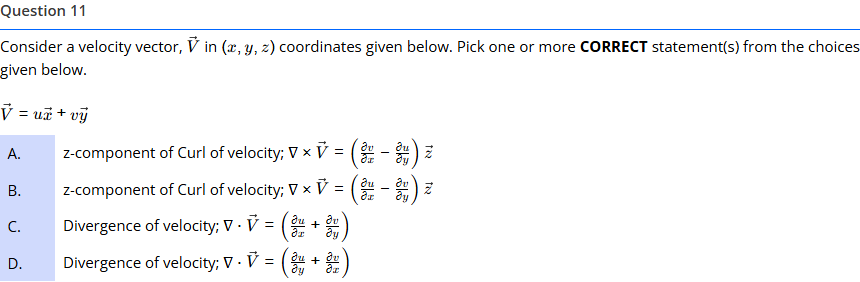 Question 11
Consider a velocity vector, $\vec{V}$ in $(x, y, z)$ coordinates given below. Pick one or more CORRECT statement(s) from the choices
given below.
$\vec{V} = u\vec{x} + v\vec{y}$
A. z-component of Curl of velocity; $\nabla \times \vec{V} = \left(\frac{\partial v}{\partial x} - \frac{\partial u}{\partial y}\right) \vec{z}$
B. z-component of Curl of velocity; $\nabla \times \vec{V} = \left(\frac{\partial u}{\partial x} - \frac{\partial v}{\partial y}\right) \vec{z}$
C. Divergence of velocity; $\nabla \cdot \vec{V} = \left(\frac{\partial u}{\partial x} + \frac{\partial v}{\partial y}\right)$
D. Divergence of velocity; $\nabla \cdot \vec{V} = \left(\frac{\partial u}{\partial y} + \frac{\partial v}{\partial x}\right)$